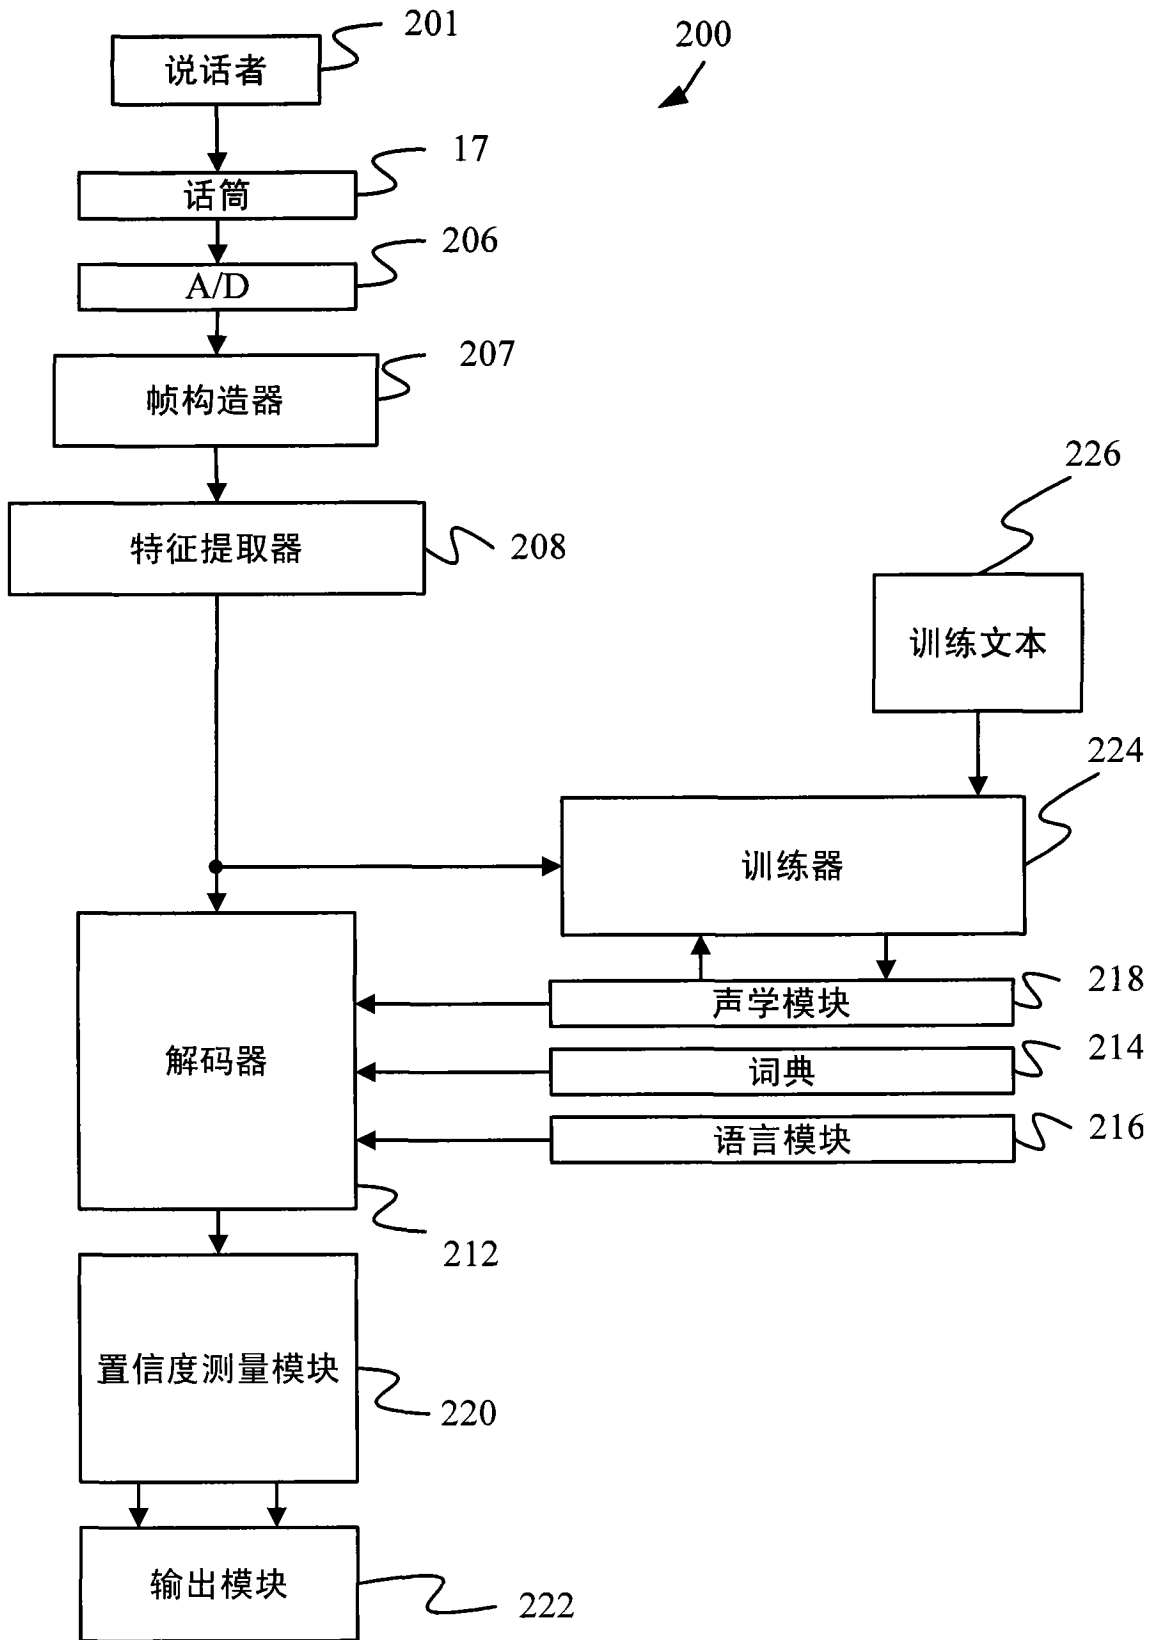 201
200
说话者
17
话筒
206
A/D
207
帧构造器
226
208
特征提取器
训练文本
224
训练器
218
声学模块
解码器
214
词典
216
语言模块
212
置信度测量模块
220
输出模块
222